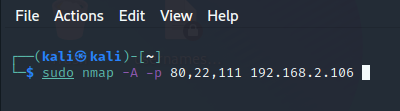 File Actions Edit View Help
┌──(kali㉿kali)-[~]
└─$ sudo nmap -A -p 80,22,111 192.168.2.106